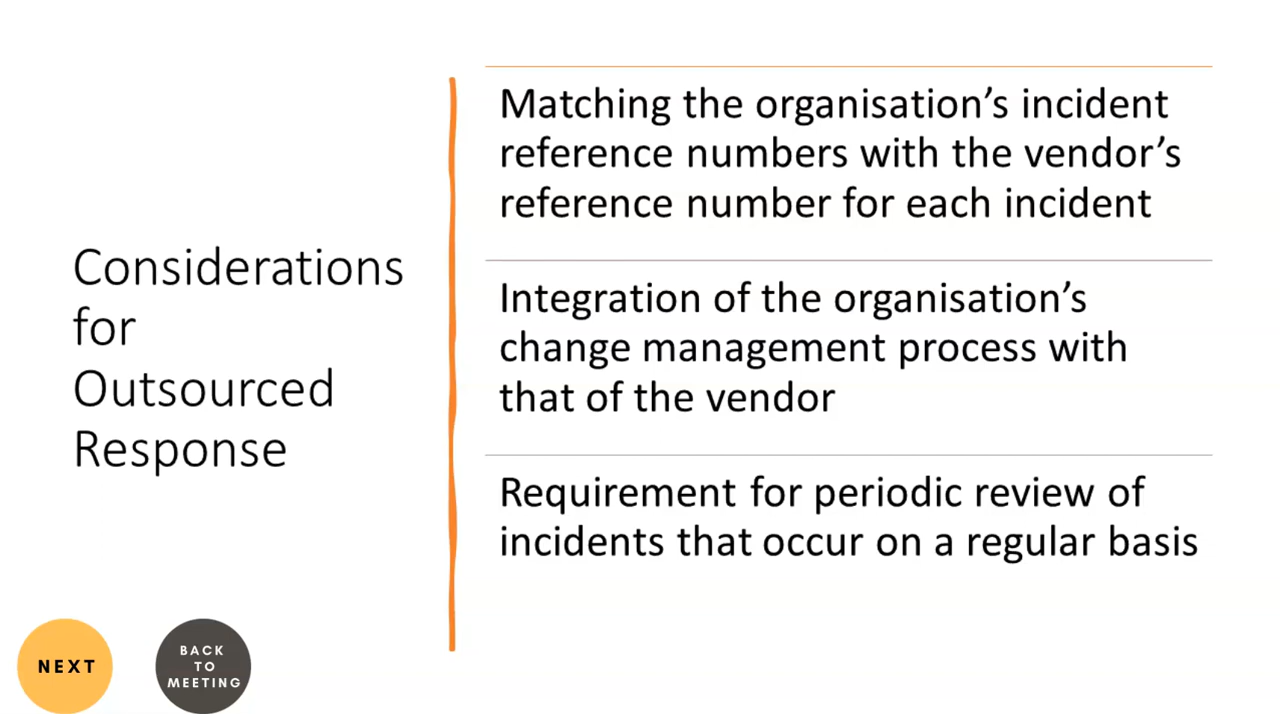 Considerations
for
Outsourced
Response
Matching the organisation's incident
reference numbers with the vendor's
reference number for each incident
Integration of the organisation's
change management process with
that of the vendor
Requirement for periodic review of
incidents that occur on a regular basis
NEXT
BACK
TO
MEETING